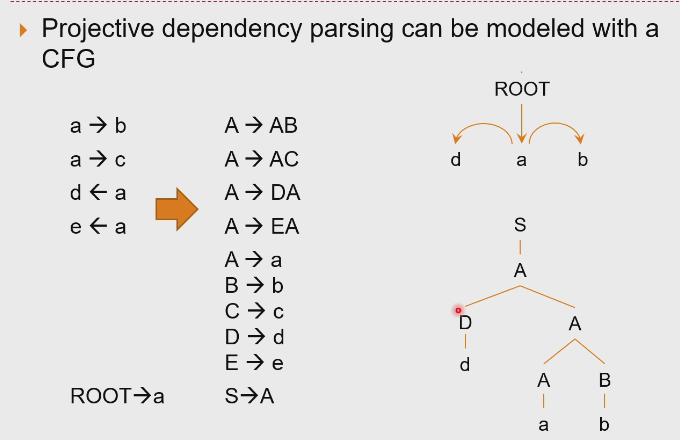 Projective dependency parsing can be modeled with a
CFG
a → b
a → c
d ← a
e ← a
ROOT→a
A → AB
A → AC
A → DA
A → EA
A → a
B → b
C → c
D → d
E → e
S→A
ROOT
d a b
S
A
D A
d
A B
a b